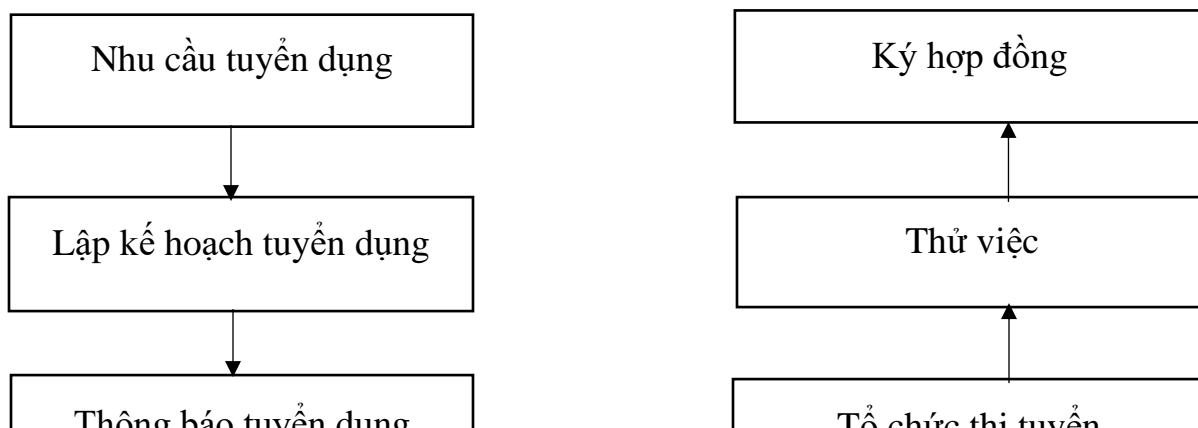 Nhu cầu tuyển dụng
Ký hợp đồng
Lập kế hoạch tuyển dụng
Thử việc
Thông báo tuyển dụng
Tổ chức thi tuyển